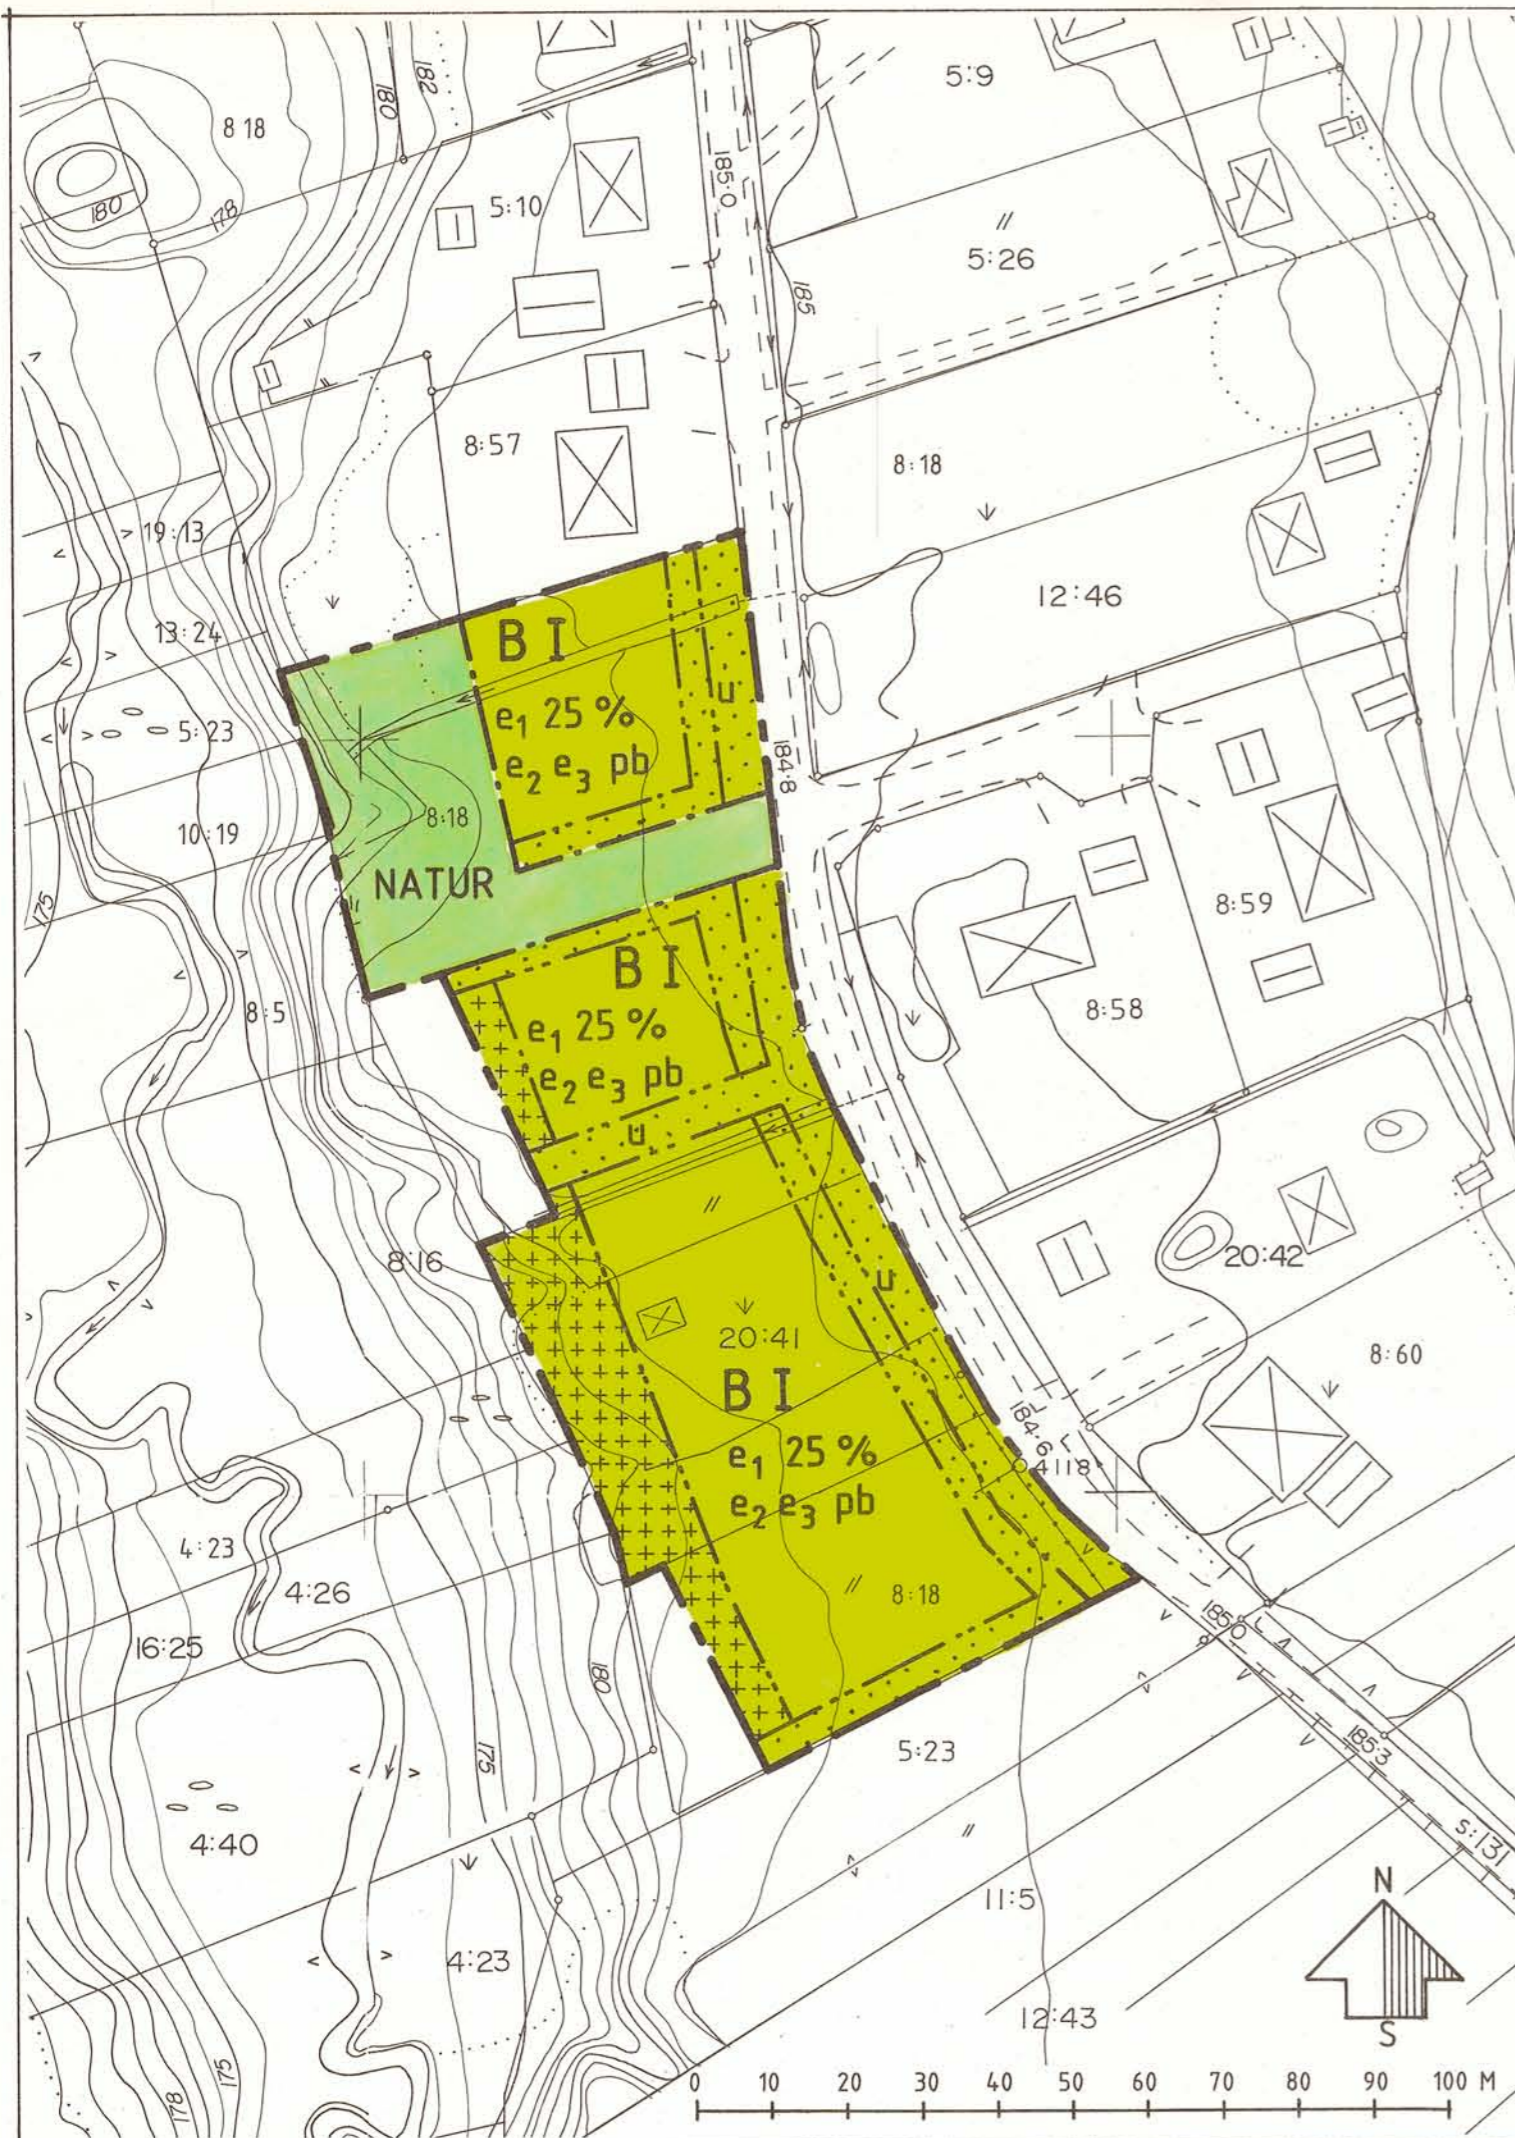 182
180
5:9
8 18
185.0
180
178
5:10
5:26
185
8:57
8:18
19:13
12:46
13:24
B I
5:23
e₁ 25 %
u
e₂ e₃ pb
184.8
8:18
10:19
NATUR
175
8:59
B I
8:5
8:58
e₁ 25 %
e₂ e₃ pb
u
8:16
20:42
u
20:41
8:60
B I
184.6
e₁ 25 %
4118
e₂ e₃ pb
4:23
4:26
8:18
16:25
185.0
180
175
5:23
185.3
s:131
4:40
N
11:5
4:23
12:43
S
175
178
0 10 20 30 40 50 60 70 80 90 100 M